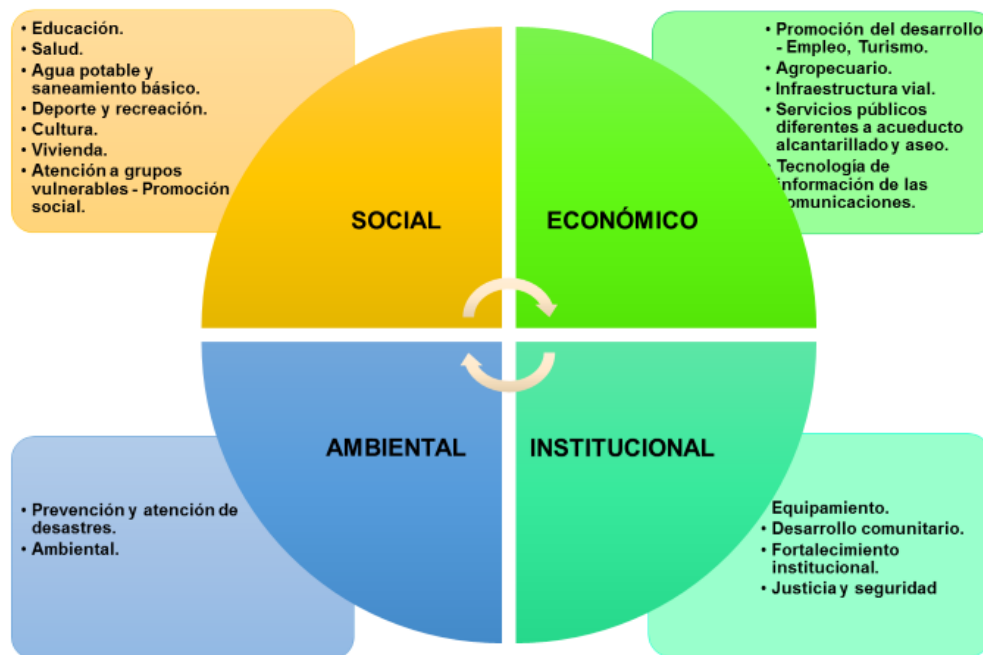 • Educación.
• Salud.
• Agua potable y
saneamiento básico.
• Deporte y recreación.
• Cultura.
• Vivienda.
• Atención a grupos
vulnerables - Promoción
social.
SOCIAL
• Promoción del desarrollo
- Empleo, Turismo.
• Agropecuario.
• Infraestructura vial.
• Servicios públicos
diferentes a acueducto
alcantarillado y aseo.
• Tecnología de
información de las
comunicaciones.
ECONÓMICO
AMBIENTAL
• Prevención y atención de
desastres.
• Ambiental.
INSTITUCIONAL
Equipamiento.
• Desarrollo comunitario.
• Fortalecimiento
institucional.
• Justicia y seguridad